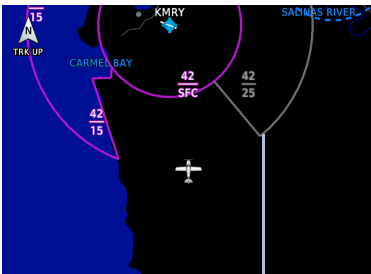 15
KMRY
SALINAS RIVER
N
TRK UP
CARMEL BAY
42
SFC
42
25
42
15